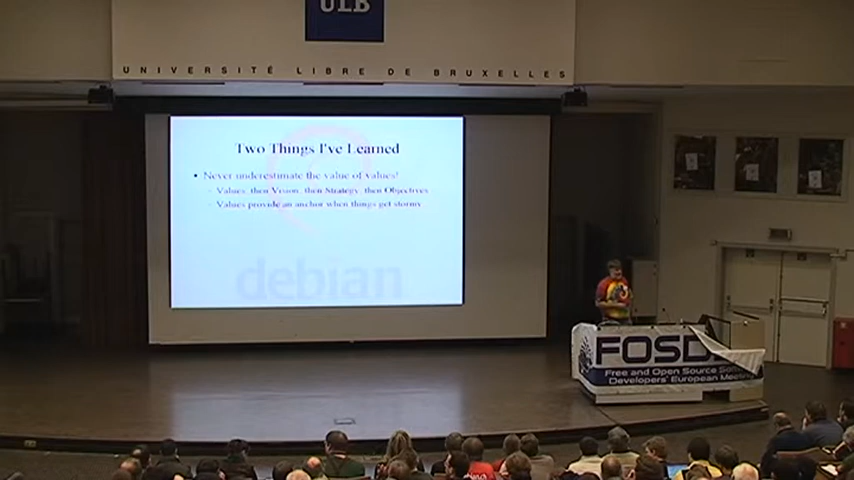 ULB
UNIVERSITÉ LIBRE DE BRUXELLES
Two Things I've Learned
• Never underestimate the value of values!
– Values, then Vision, then Strategy, then Objectives
– Values provide an anchor when things get stormy
debian
FOSD
Free and Open Source Soft
Developers' European Meeting